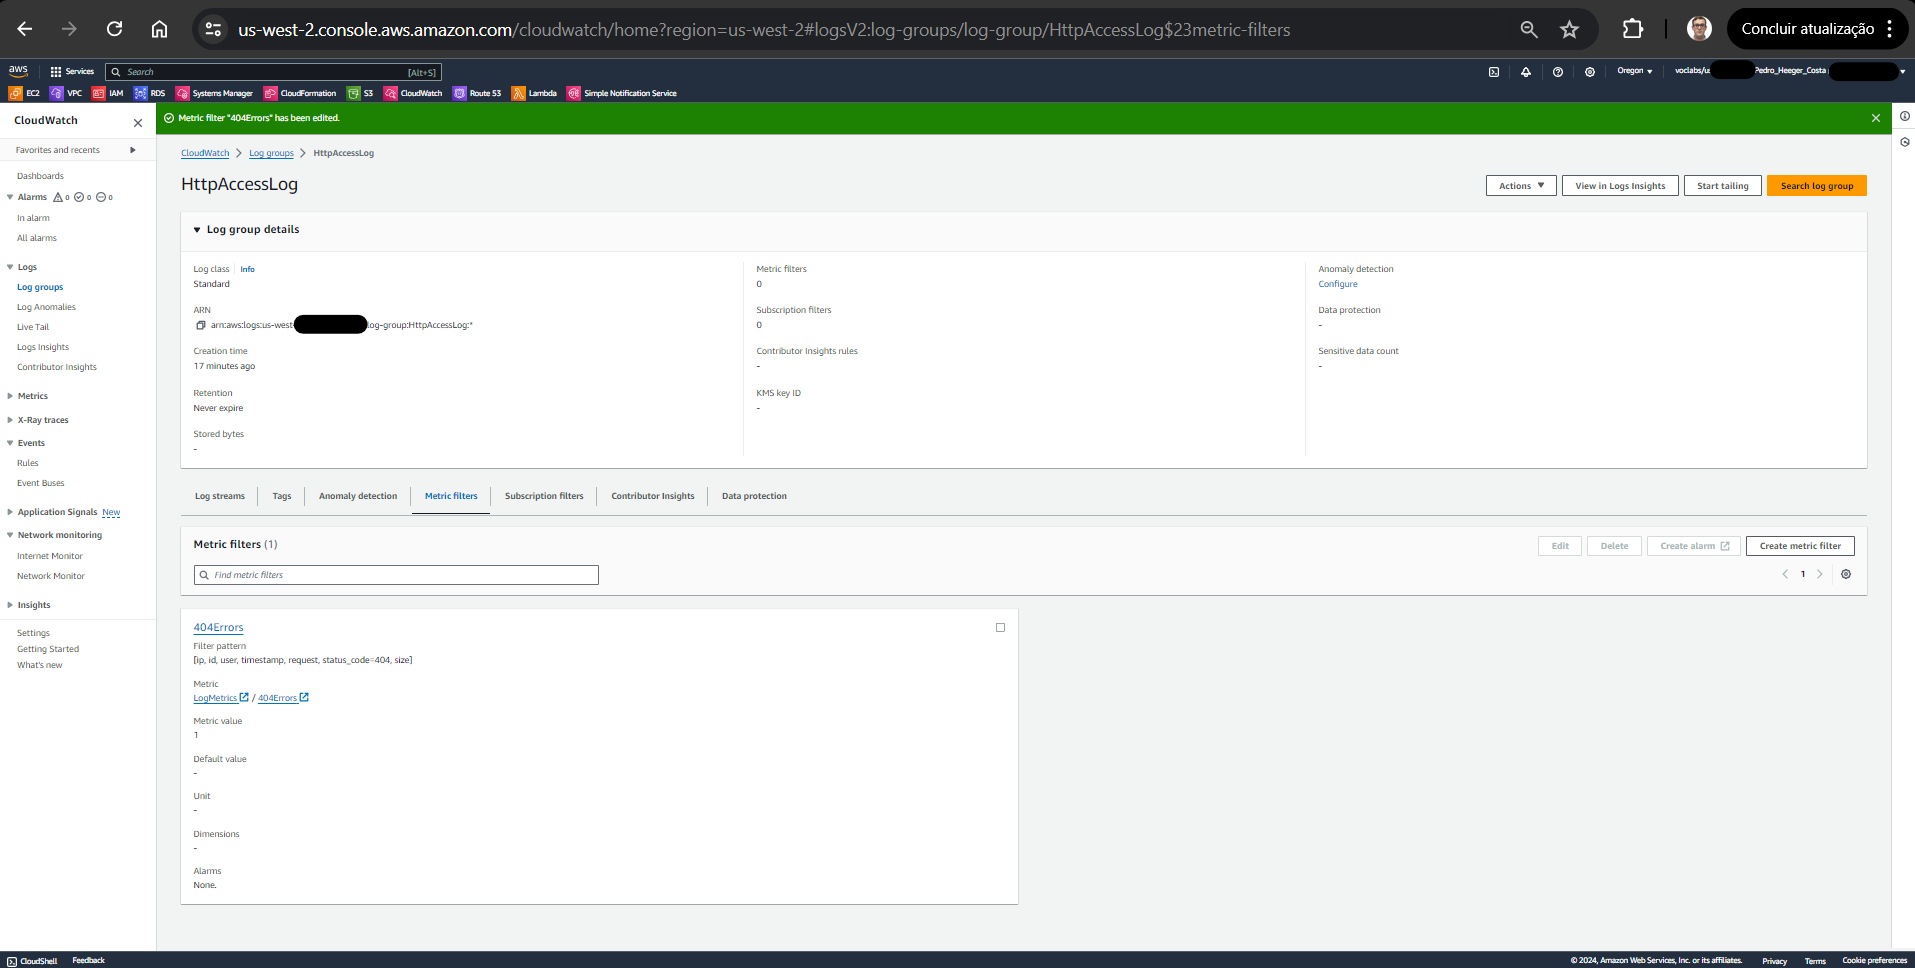 us-west-2.console.aws.amazon.com/cloudwatch/home?region=us-west-2#logsV2:log-groups/log-group/HttpAccessLog$23metric-filters
Concluir atualização
aws
Services
Search
[Alt+S]
Oregon
voclabs/u
Pedro_Heeger_Costa
EC2
VPC
IAM
RDS
Systems Manager
CloudFormation
S3
CloudWatch
Route 53
Lambda
Simple Notification Service
CloudWatch
Favorites and recents
Dashboards
Alarms 0 0 0
In alarm
All alarms
Logs
Log groups
Log Anomalies
Live Tail
Logs Insights
Contributor Insights
Metrics
X-Ray traces
Events
Rules
Event Buses
Application Signals New
Network monitoring
Internet Monitor
Network Monitor
Insights
Settings
Getting Started
What's new
Metric filter "404Errors" has been edited.
CloudWatch > Log groups > HttpAccessLog
HttpAccessLog
Actions
View in Logs Insights
Start tailing
Search log group
Log group details
Log class
Info
Standard
ARN
arn:aws:logs:us-west-
log-group:HttpAccessLog:*
Creation time
17 minutes ago
Retention
Never expire
Stored bytes
-
Metric filters
0
Subscription filters
0
Contributor Insights rules
-
KMS key ID
-
Anomaly detection
Configure
Data protection
-
Sensitive data count
-
Log streams
Tags
Anomaly detection
Metric filters
Subscription filters
Contributor Insights
Data protection
Metric filters (1)
Edit
Delete
Create alarm
Create metric filter
Find metric filters
1
404Errors
Filter pattern
[ip, id, user, timestamp, request, status_code=404, size]
Metric
LogMetrics / 404Errors
Metric value
1
Default value
-
Unit
-
Dimensions
-
Alarms
None.
CloudShell
Feedback
© 2024, Amazon Web Services, Inc. or its affiliates.
Privacy
Terms
Cookie preferences